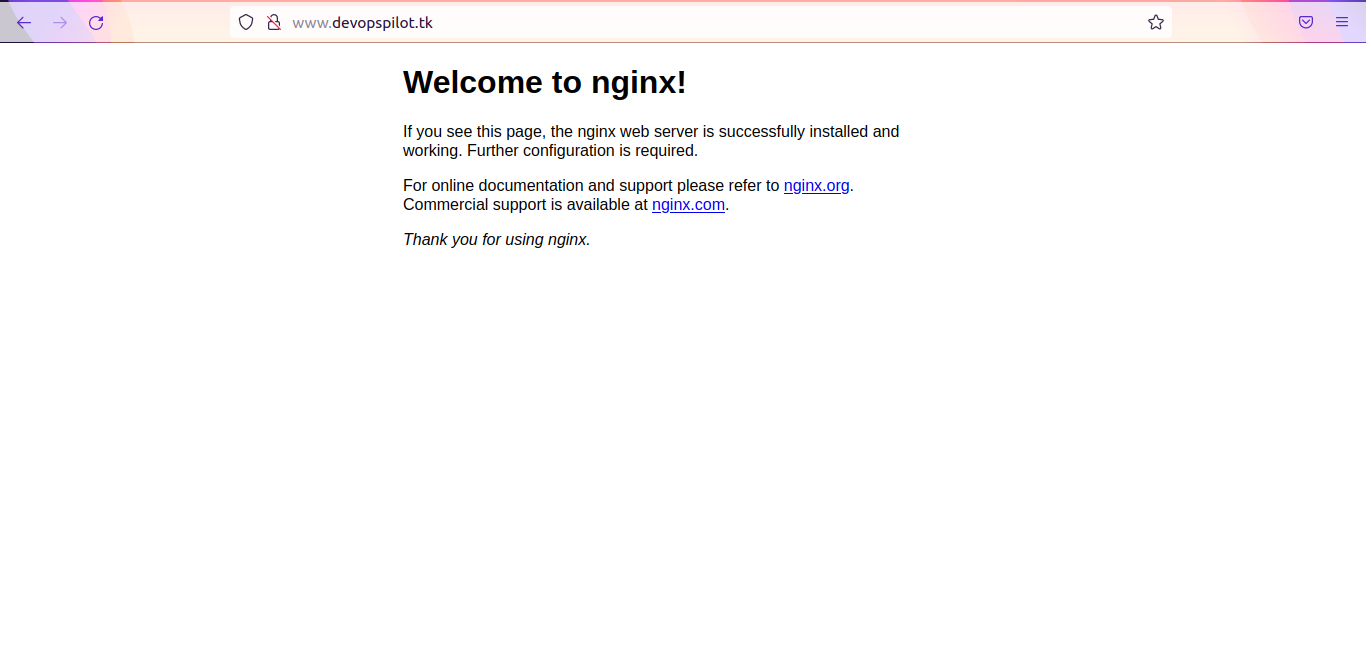 www.devopspilot.tk
Welcome to nginx!
If you see this page, the nginx web server is successfully installed and
working. Further configuration is required.
For online documentation and support please refer to nginx.org.
Commercial support is available at nginx.com.
Thank you for using nginx.